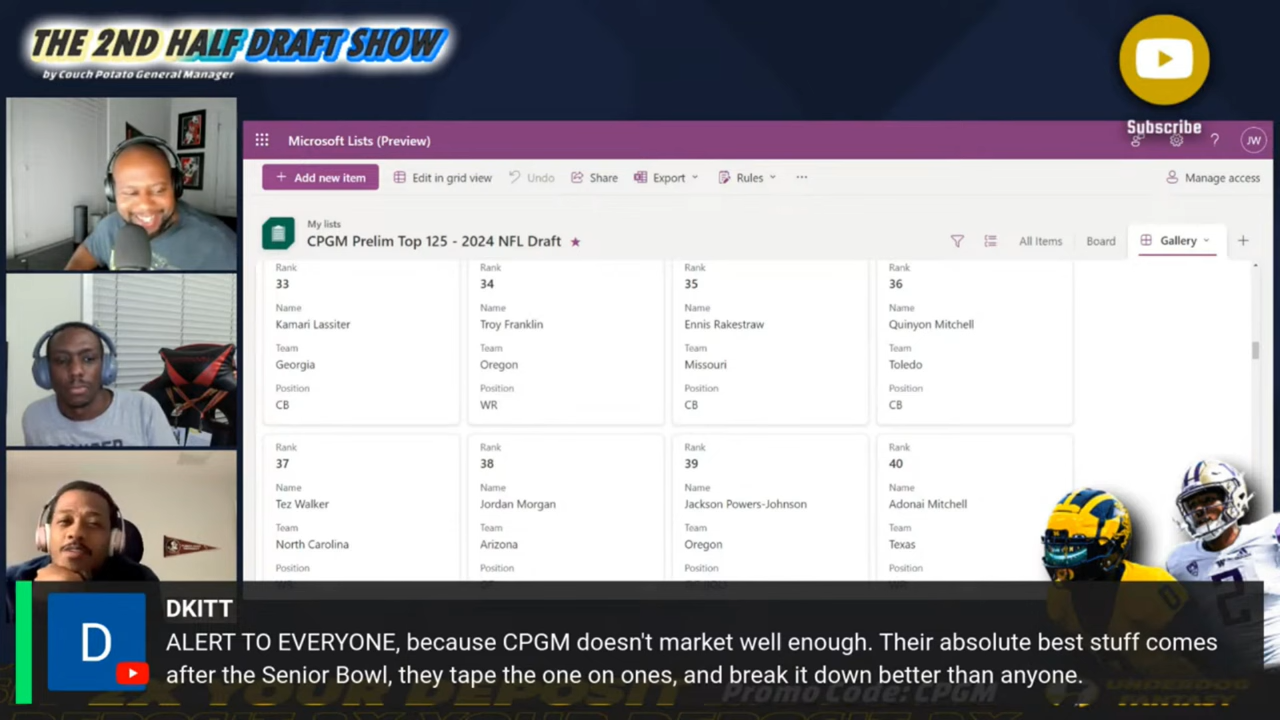 THE 2ND HALF DRAFT SHOW
by Couch Potato General Manager
Subscribe
Microsoft Lists (Preview)
? JW
+ Add new item Edit in grid view Undo Share Export Rules ... Manage access
My lists
CPGM Prelim Top 125 - 2024 NFL Draft ★ All Items Board Gallery +
Rank Rank Rank Rank
33 34 35 36
Name Name Name Name
Kamari Lassiter Troy Franklin Ennis Rakestraw Quinyon Mitchell
Team Team Team Team
Georgia Oregon Missouri Toledo
Position Position Position Position
CB WR CB CB
Rank Rank Rank Rank
37 38 39 40
Name Name Name Name
Tez Walker Jordan Morgan Jackson Powers-Johnson Adonai Mitchell
Team Team Team Team
North Carolina Arizona Oregon Texas
Position Position Position Position
D
DKITT
ALERT TO EVERYONE, because CPGM doesn't market well enough. Their absolute best stuff comes
after the Senior Bowl, they tape the one on ones, and break it down better than anyone.
2X YOUR DEPOSIT Promo Code: CPGM UNDERDOG
FANTASY